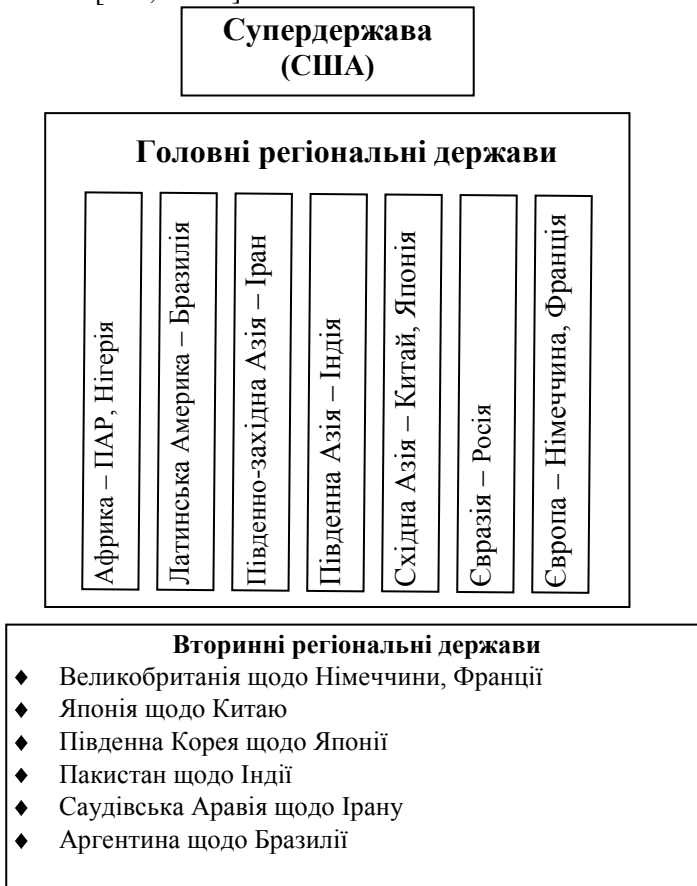 Супердержава
(США)
Головні регіональні держави
Африка – ПАР, Нігерія
Латинська Америка – Бразилія
Південно-західна Азія – Іран
Південна Азія – Індія
Східна Азія – Китай, Японія
Євразія – Росія
Європа – Німеччина, Франція
Вторинні регіональні держави
♦ Великобританія щодо Німеччини, Франції
♦ Японія щодо Китаю
♦ Південна Корея щодо Японії
♦ Пакистан щодо Індії
♦ Саудівська Аравія щодо Ірану
♦ Аргентина щодо Бразилії